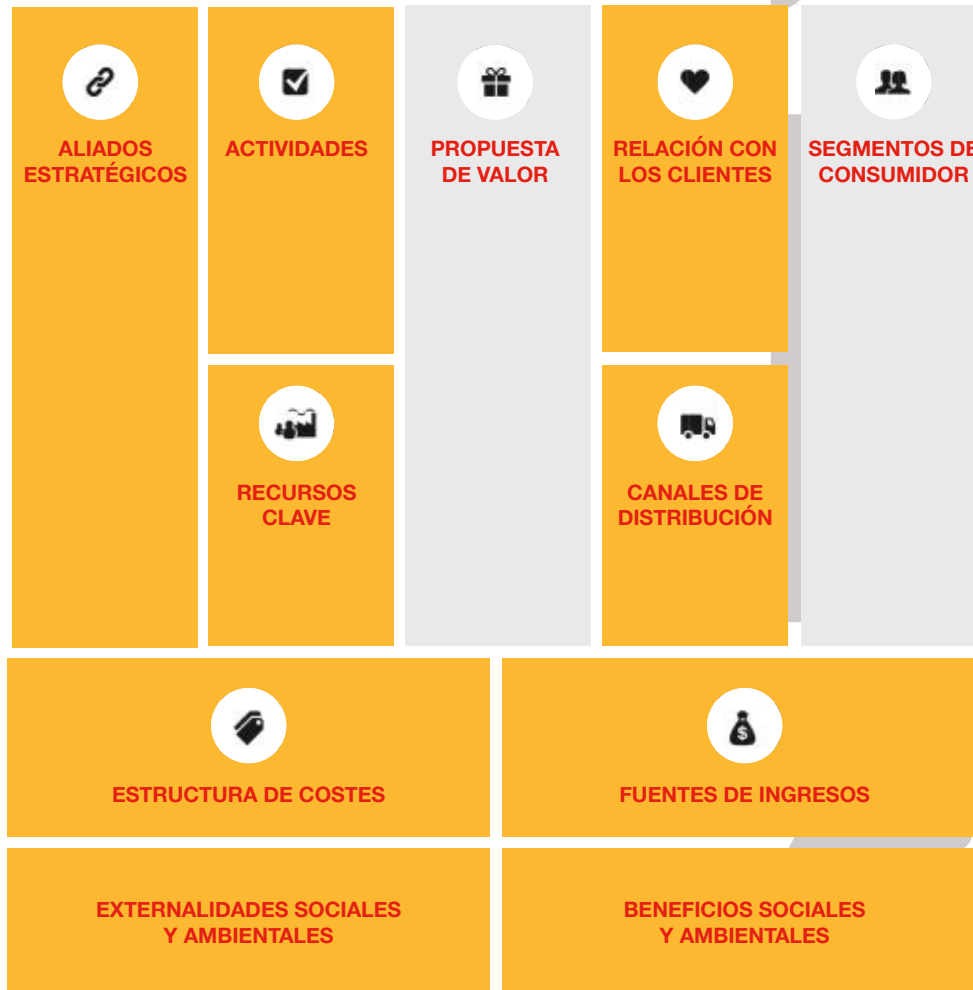 ALIADOS
ESTRATÉGICOS
ACTIVIDADES
PROPUESTA
DE VALOR
RELACIÓN CON
LOS CLIENTES
SEGMENTOS DE
CONSUMIDOR
RECURSOS
CLAVE
CANALES DE
DISTRIBUCIÓN
ESTRUCTURA DE COSTES
FUENTES DE INGRESOS
EXTERNALIDADES SOCIALES
Y AMBIENTALES
BENEFICIOS SOCIALES
Y AMBIENTALES